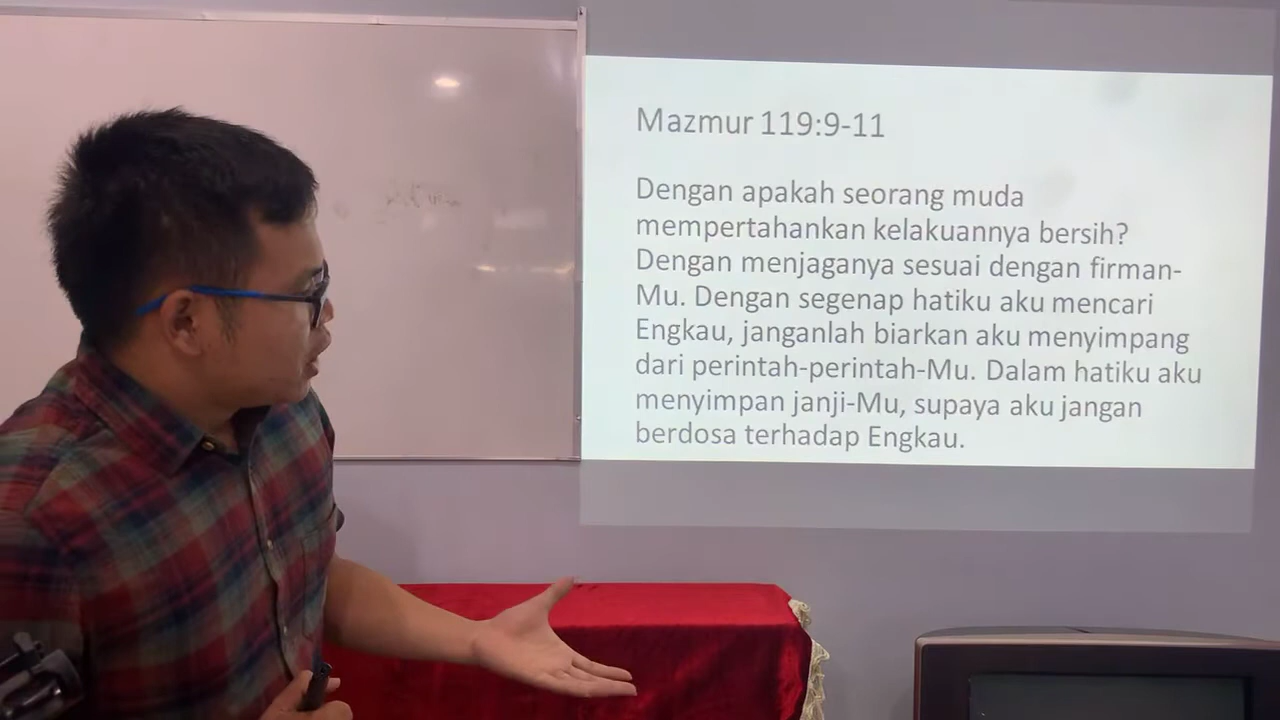 Mazmur 119:9-11
Dengan apakah seorang muda
mempertahankan kelakuannya bersih?
Dengan menjaganya sesuai dengan firman-
Mu. Dengan segenap hatiku aku mencari
Engkau, janganlah biarkan aku menyimpang
dari perintah-perintah-Mu. Dalam hatiku aku
menyimpan janji-Mu, supaya aku jangan
berdosa terhadap Engkau.